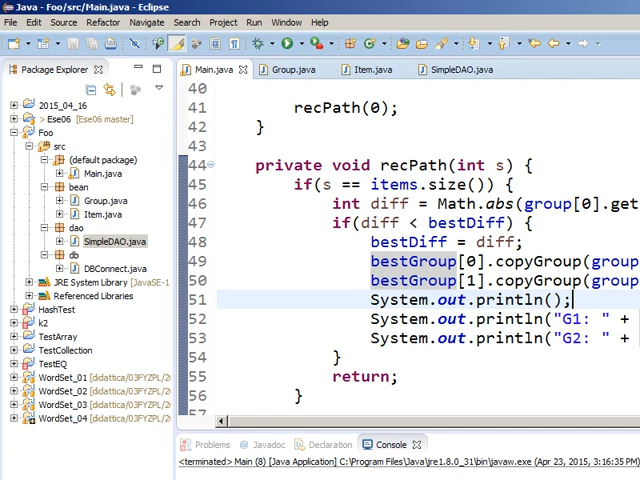 Java - Foo/src/Main.java - Eclipse
File Edit Source Refactor Navigate Search Project Run Window Help
Package Explorer
2015_04_16
> Ese06 [Ese06 master]
Foo
src
(default package)
Main.java
bean
Group.java
Item.java
dao
SimpleDAO.java
db
DBConnect.java
JRE System Library [JavaSE-1
Referenced Libraries
HashTest
k2
TestArray
TestCollection
TestEQ
WordSet_01 [didattica/03FYZPL/20
WordSet_02 [didattica/03FYZPL/20
WordSet_03 [didattica/03FYZPL/20
WordSet_04 [didattica/03FYZPL/2
Main.java Group.java Item.java SimpleDAO.java
40
41 recPath(0);
42 }
43
44 private void recPath(int s) {
45 if(s == items.size()) {
46 int diff = Math.abs(group[0].get
47 if(diff < bestDiff) {
48 bestDiff = diff;
49 bestGroup[0].copyGroup(group
50 bestGroup[1].copyGroup(group
51 System.out.println();
52 System.out.println("G1: " +
53 System.out.println("G2: " +
54 }
55 return;
56 }
57
Problems @ Javadoc Declaration Console
<terminated> Main (8) [Java Application] C:\Program Files\Java\jre1.8.0_31\bin\javaw.exe (Apr 23, 2015, 3:16:35 PM)